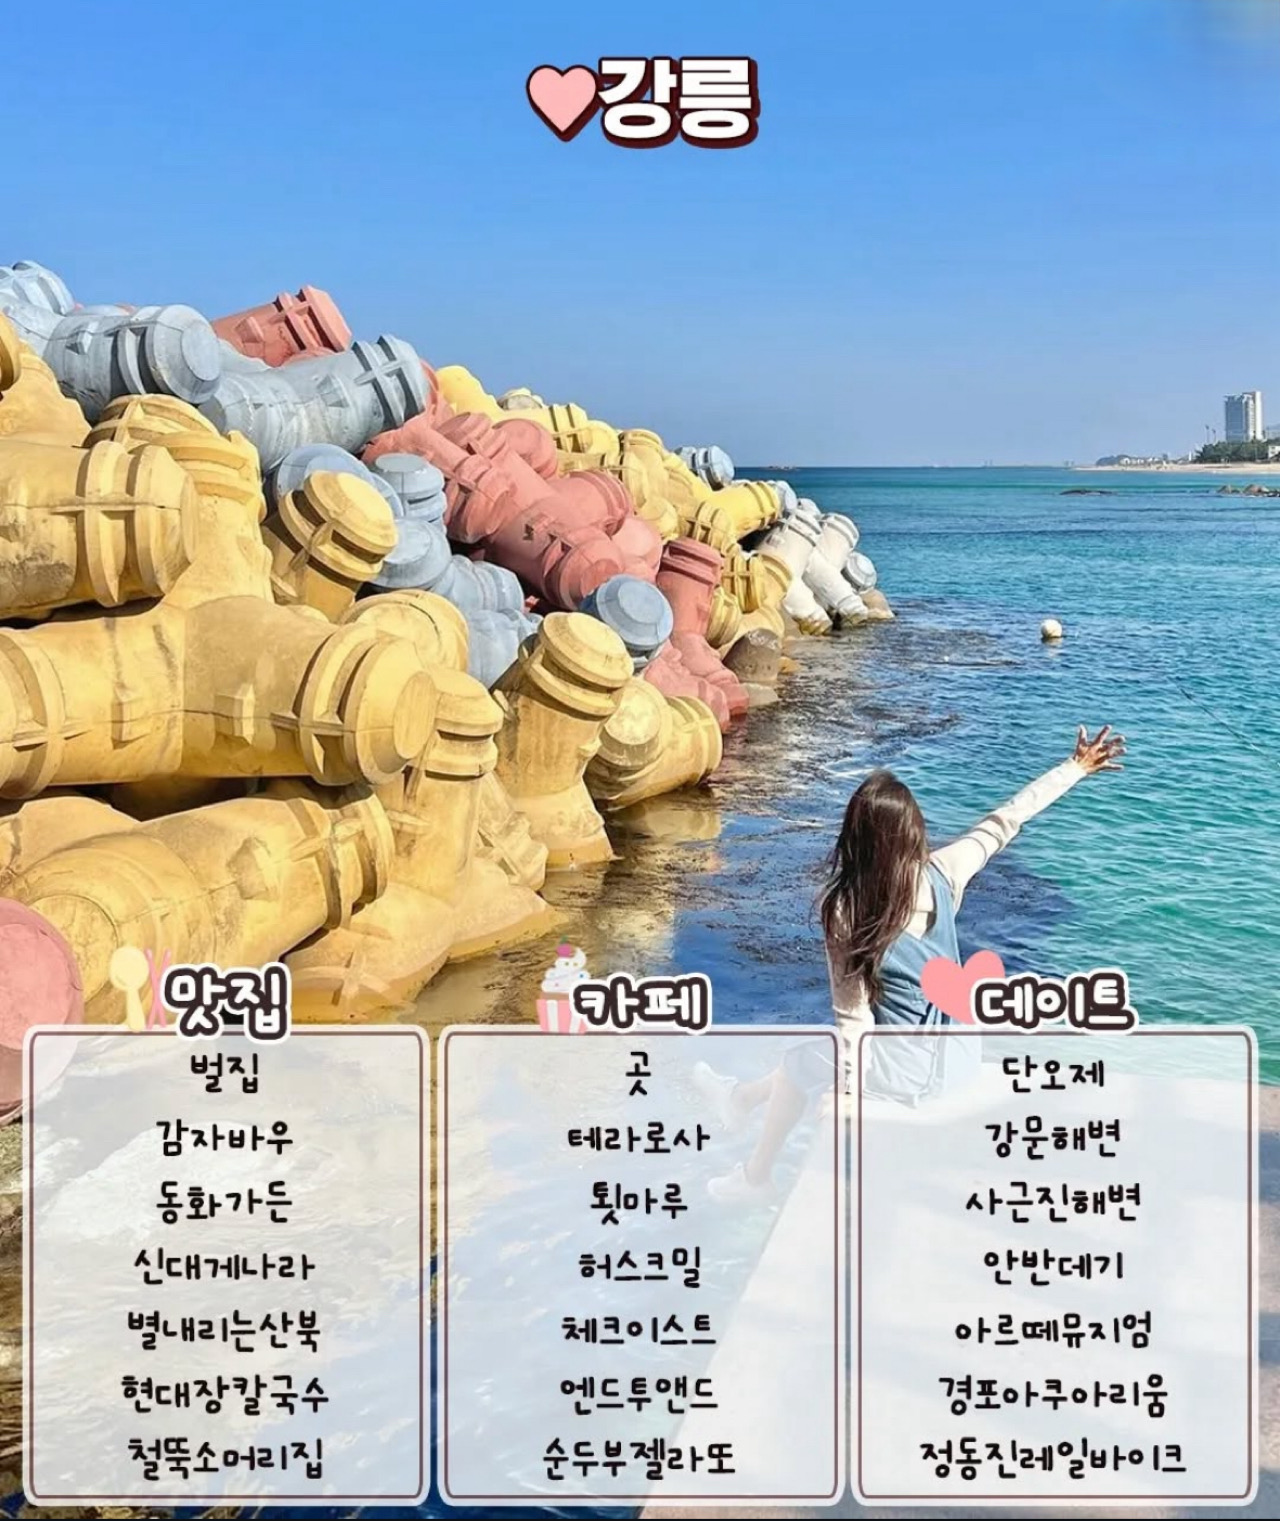 강릉
맛집
벌집
감자바우
동화가든
신대게나라
별내리는산북
현대장칼국수
철뚝소머리집
카페
곳
테라로사
툇마루
허스크밀
체크이스트
엔드투앤드
순두부젤라또
데이트
단오제
강문해변
사근진해변
안반데기
아르떼뮤지엄
경포아쿠아리움
정동진레일바이크